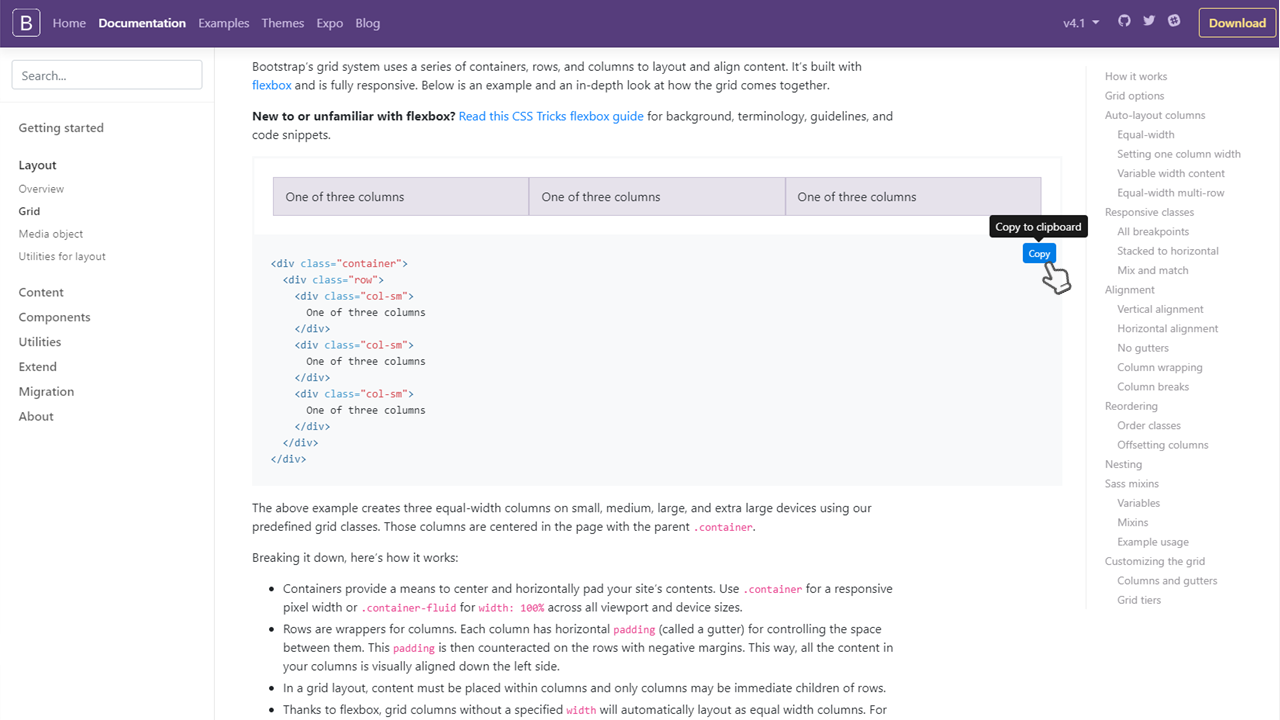 B Home Documentation Examples Themes Expo Blog v4.1 Download
Search...
Getting started
Layout
Overview
Grid
Media object
Utilities for layout
Content
Components
Utilities
Extend
Migration
About
Bootstrap's grid system uses a series of containers, rows, and columns to layout and align content. It's built with
flexbox and is fully responsive. Below is an example and an in-depth look at how the grid comes together.
New to or unfamiliar with flexbox? Read this CSS Tricks flexbox guide for background, terminology, guidelines, and
code snippets.
One of three columns One of three columns One of three columns
Copy to clipboard
Copy
<div class="container">
<div class="row">
<div class="col-sm">
One of three columns
</div>
<div class="col-sm">
One of three columns
</div>
<div class="col-sm">
One of three columns
</div>
</div>
</div>
The above example creates three equal-width columns on small, medium, large, and extra large devices using our
predefined grid classes. Those columns are centered in the page with the parent .container.
Breaking it down, here's how it works:
• Containers provide a means to center and horizontally pad your site's contents. Use .container for a responsive
pixel width or .container-fluid for width: 100% across all viewport and device sizes.
• Rows are wrappers for columns. Each column has horizontal padding (called a gutter) for controlling the space
between them. This padding is then counteracted on the rows with negative margins. This way, all the content in
your columns is visually aligned down the left side.
• In a grid layout, content must be placed within columns and only columns may be immediate children of rows.
• Thanks to flexbox, grid columns without a specified width will automatically layout as equal width columns. For
How it works
Grid options
Auto-layout columns
Equal-width
Setting one column width
Variable width content
Equal-width multi-row
Responsive classes
All breakpoints
Stacked to horizontal
Mix and match
Alignment
Vertical alignment
Horizontal alignment
No gutters
Column wrapping
Column breaks
Reordering
Order classes
Offsetting columns
Nesting
Sass mixins
Variables
Mixins
Example usage
Customizing the grid
Columns and gutters
Grid tiers